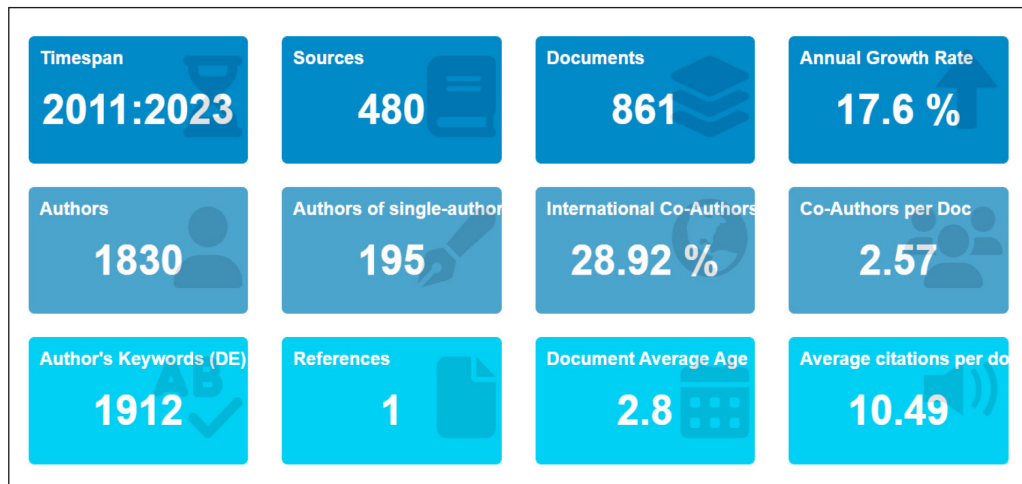 Timespan
2011:2023
Sources
480
Documents
861
Annual Growth Rate
17.6 %
Authors
1830
Authors of single-author
195
International Co-Authors
28.92 %
Co-Authors per Doc
2.57
Author's Keywords (DE)
1912
References
1
Document Average Age
2.8
Average citations per do
10.49
AB